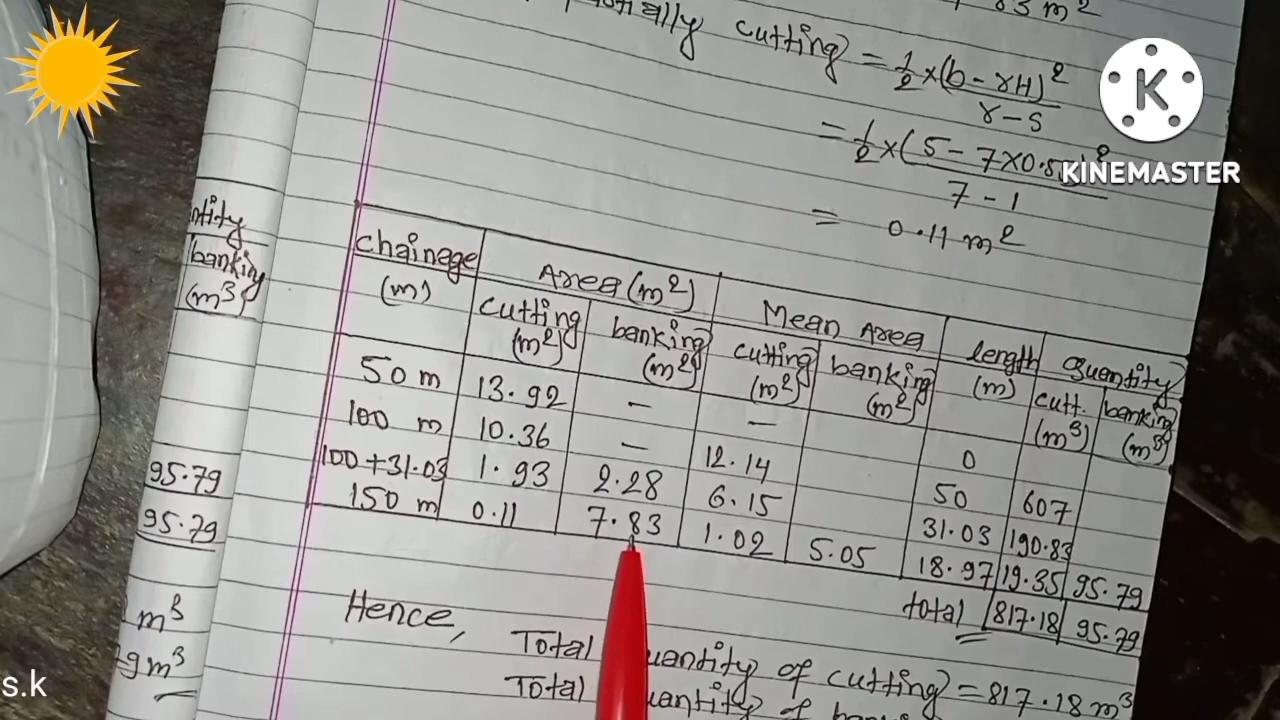 83 m²
ally cutting = 1/2 × (b - rH)² / r - s
= 1/2 × (5 - 7×0.5)² / 7 - 1
= 0.11 m²
KINEMASTER
K
ntity
banking
(m³)
95.79
95.79
m³
9m³
chainage (m) | Area (m²) | Mean Area | length (m) | quantity
cutting (m²) | banking (m²) | cutting (m²) | banking (m²) | cutt. (m³) | banking (m³)
50 m | 13.92 | – | – | | 0
100 m | 10.36 | – | 12.14 | | 50 | 607
100+31.03 | 1.93 | 2.28 | 6.15 | | 31.03 | 190.83
150 m | 0.11 | 7.83 | 1.02 | 5.05 | 18.97 | 19.35 | 95.79
total | 817.18 | 95.79
Hence,
Total quantity of cutting = 817.18 m³
Total quantity of
s.k